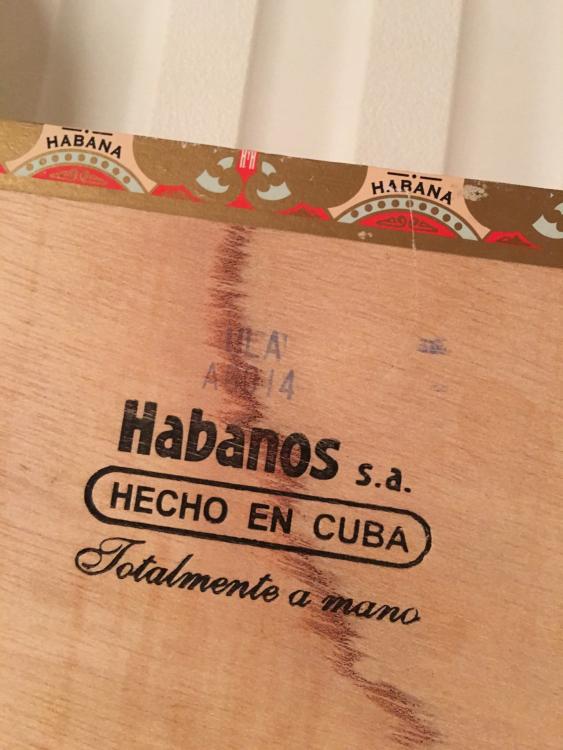 HABANA
HABANA
Habanos s.a.
HECHO EN CUBA
Totalmente a mano